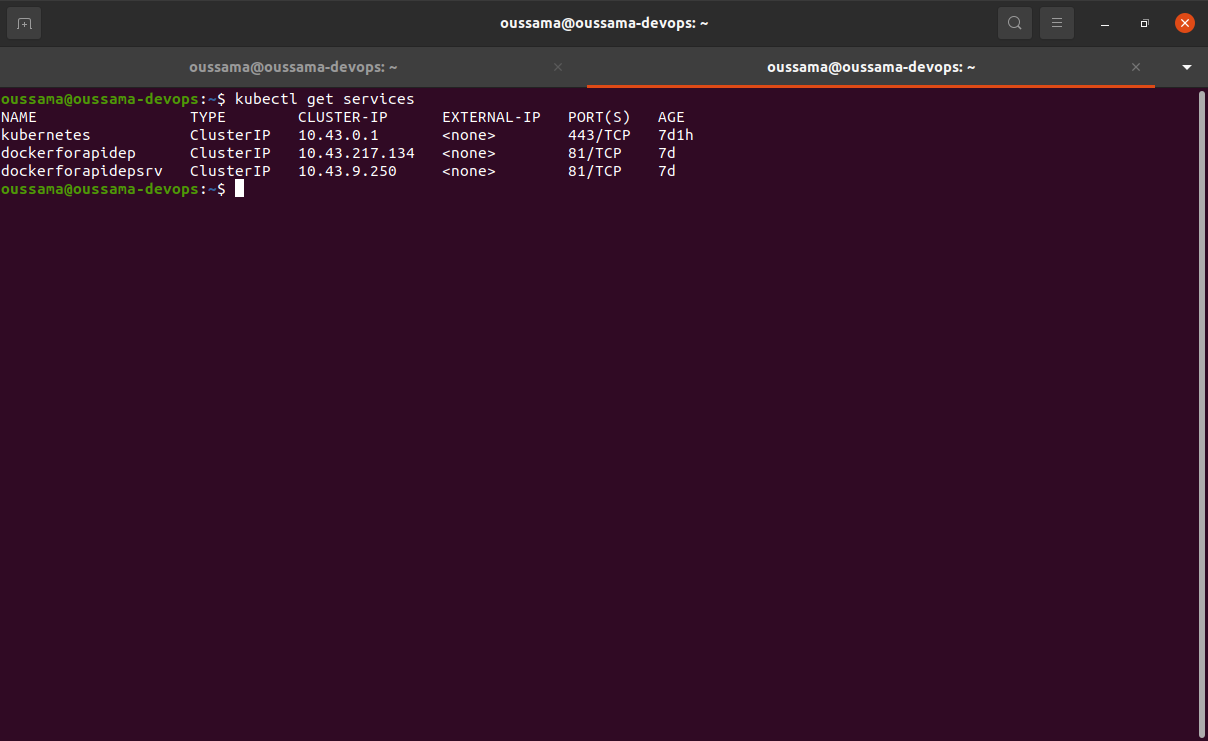 oussama@oussama-devops: ~
oussama@oussama-devops: ~ oussama@oussama-devops: ~
oussama@oussama-devops:~$ kubectl get services
NAME TYPE CLUSTER-IP EXTERNAL-IP PORT(S) AGE
kubernetes ClusterIP 10.43.0.1 <none> 443/TCP 7d1h
dockerforapidep ClusterIP 10.43.217.134 <none> 81/TCP 7d
dockerforapidepsrv ClusterIP 10.43.9.250 <none> 81/TCP 7d
oussama@oussama-devops:~$